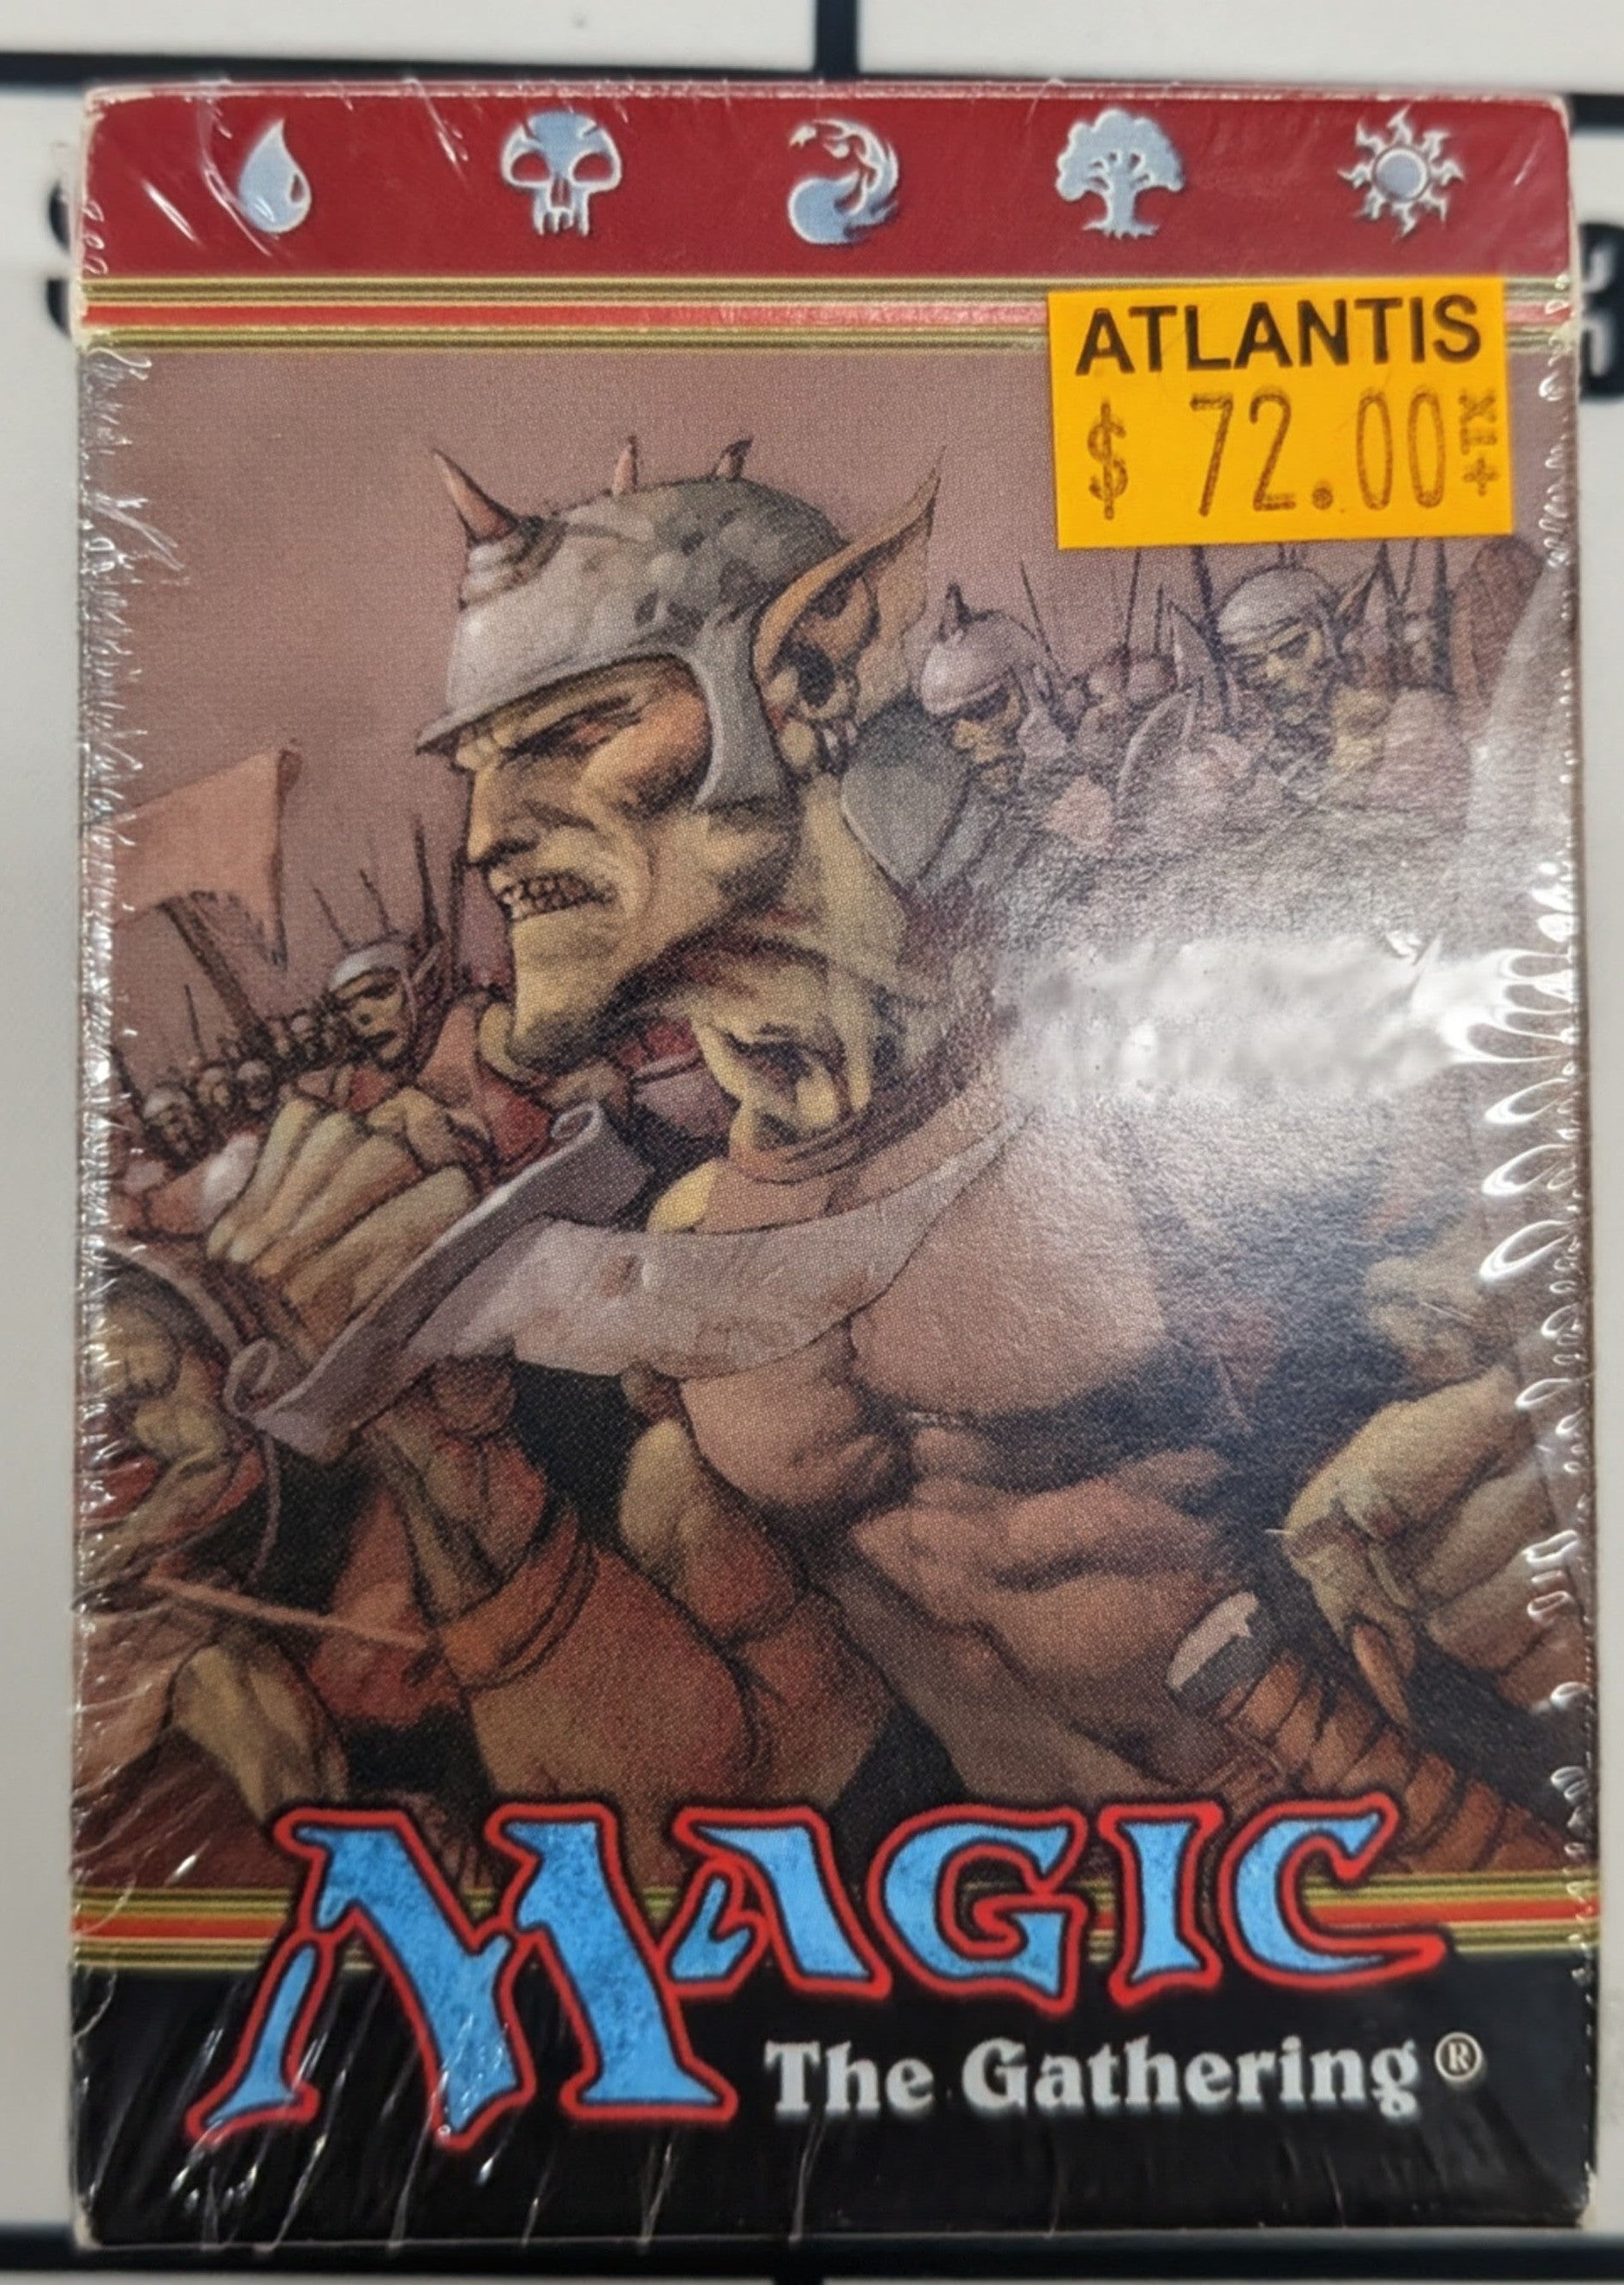 ATLANTIS
$ 72.00
MAGIC
The Gathering®